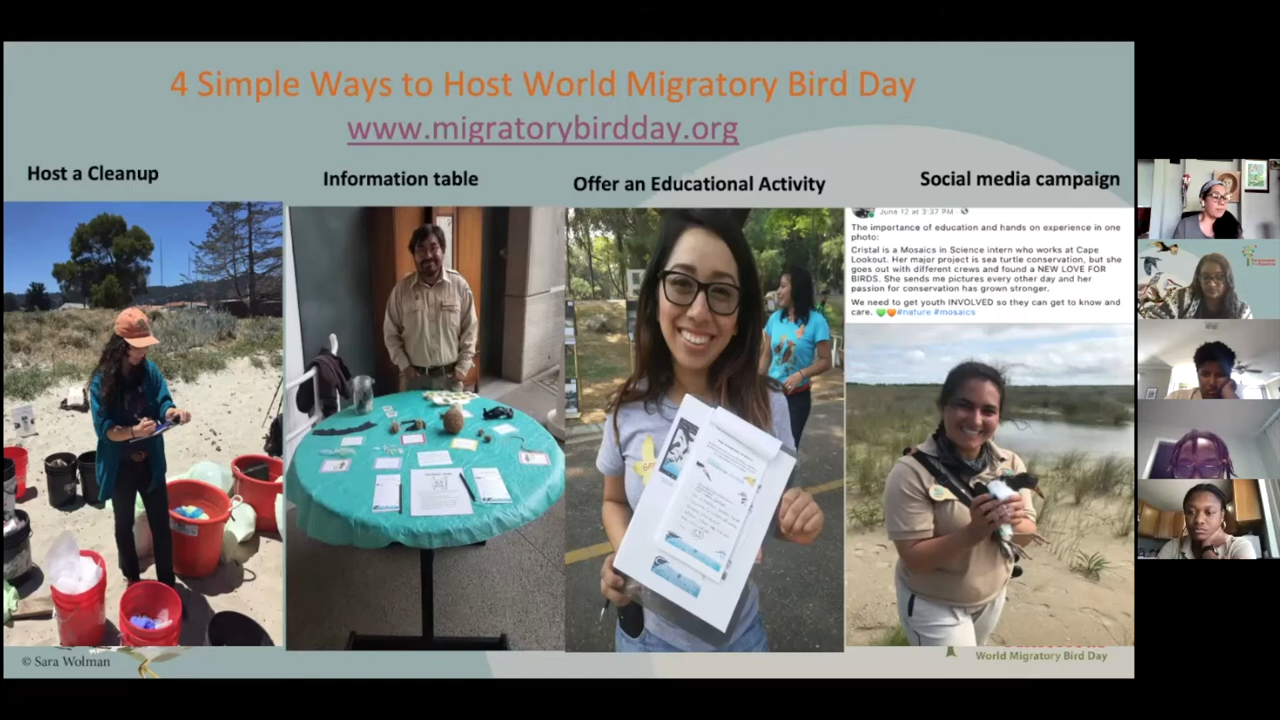 4 Simple Ways to Host World Migratory Bird Day
www.migratorybirdday.org
Host a Cleanup
Information table
Offer an Educational Activity
Social media campaign
June 12 at 3:37 PM ·
The importance of education and hands on experience in one
photo:
Cristal is a Mosaics in Science intern who works at Cape
Lookout. Her major project is sea turtle conservation, but she
goes out with different crews and found a NEW LOVE FOR
BIRDS. She sends me pictures every other day and her
passion for conservation has grown stronger.
We need to get youth INVOLVED so they can get to know and
care. 💚🧡#nature #mosaics
© Sara Wolman
World Migratory Bird Day